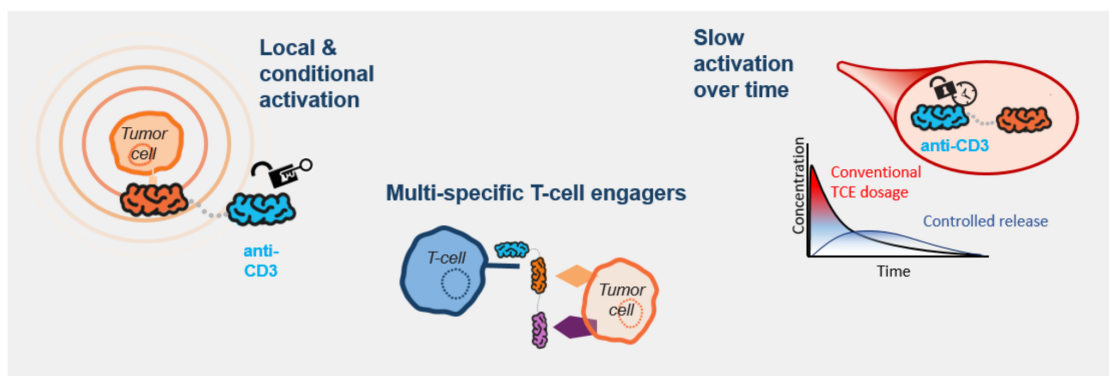 Local &
conditional
activation
Tumor
cell
anti-
CD3
Multi-specific T-cell engagers
T-cell
Tumor
cell
Slow
activation
over time
anti-CD3
Concentration
Conventional
TCE dosage
Controlled release
Time